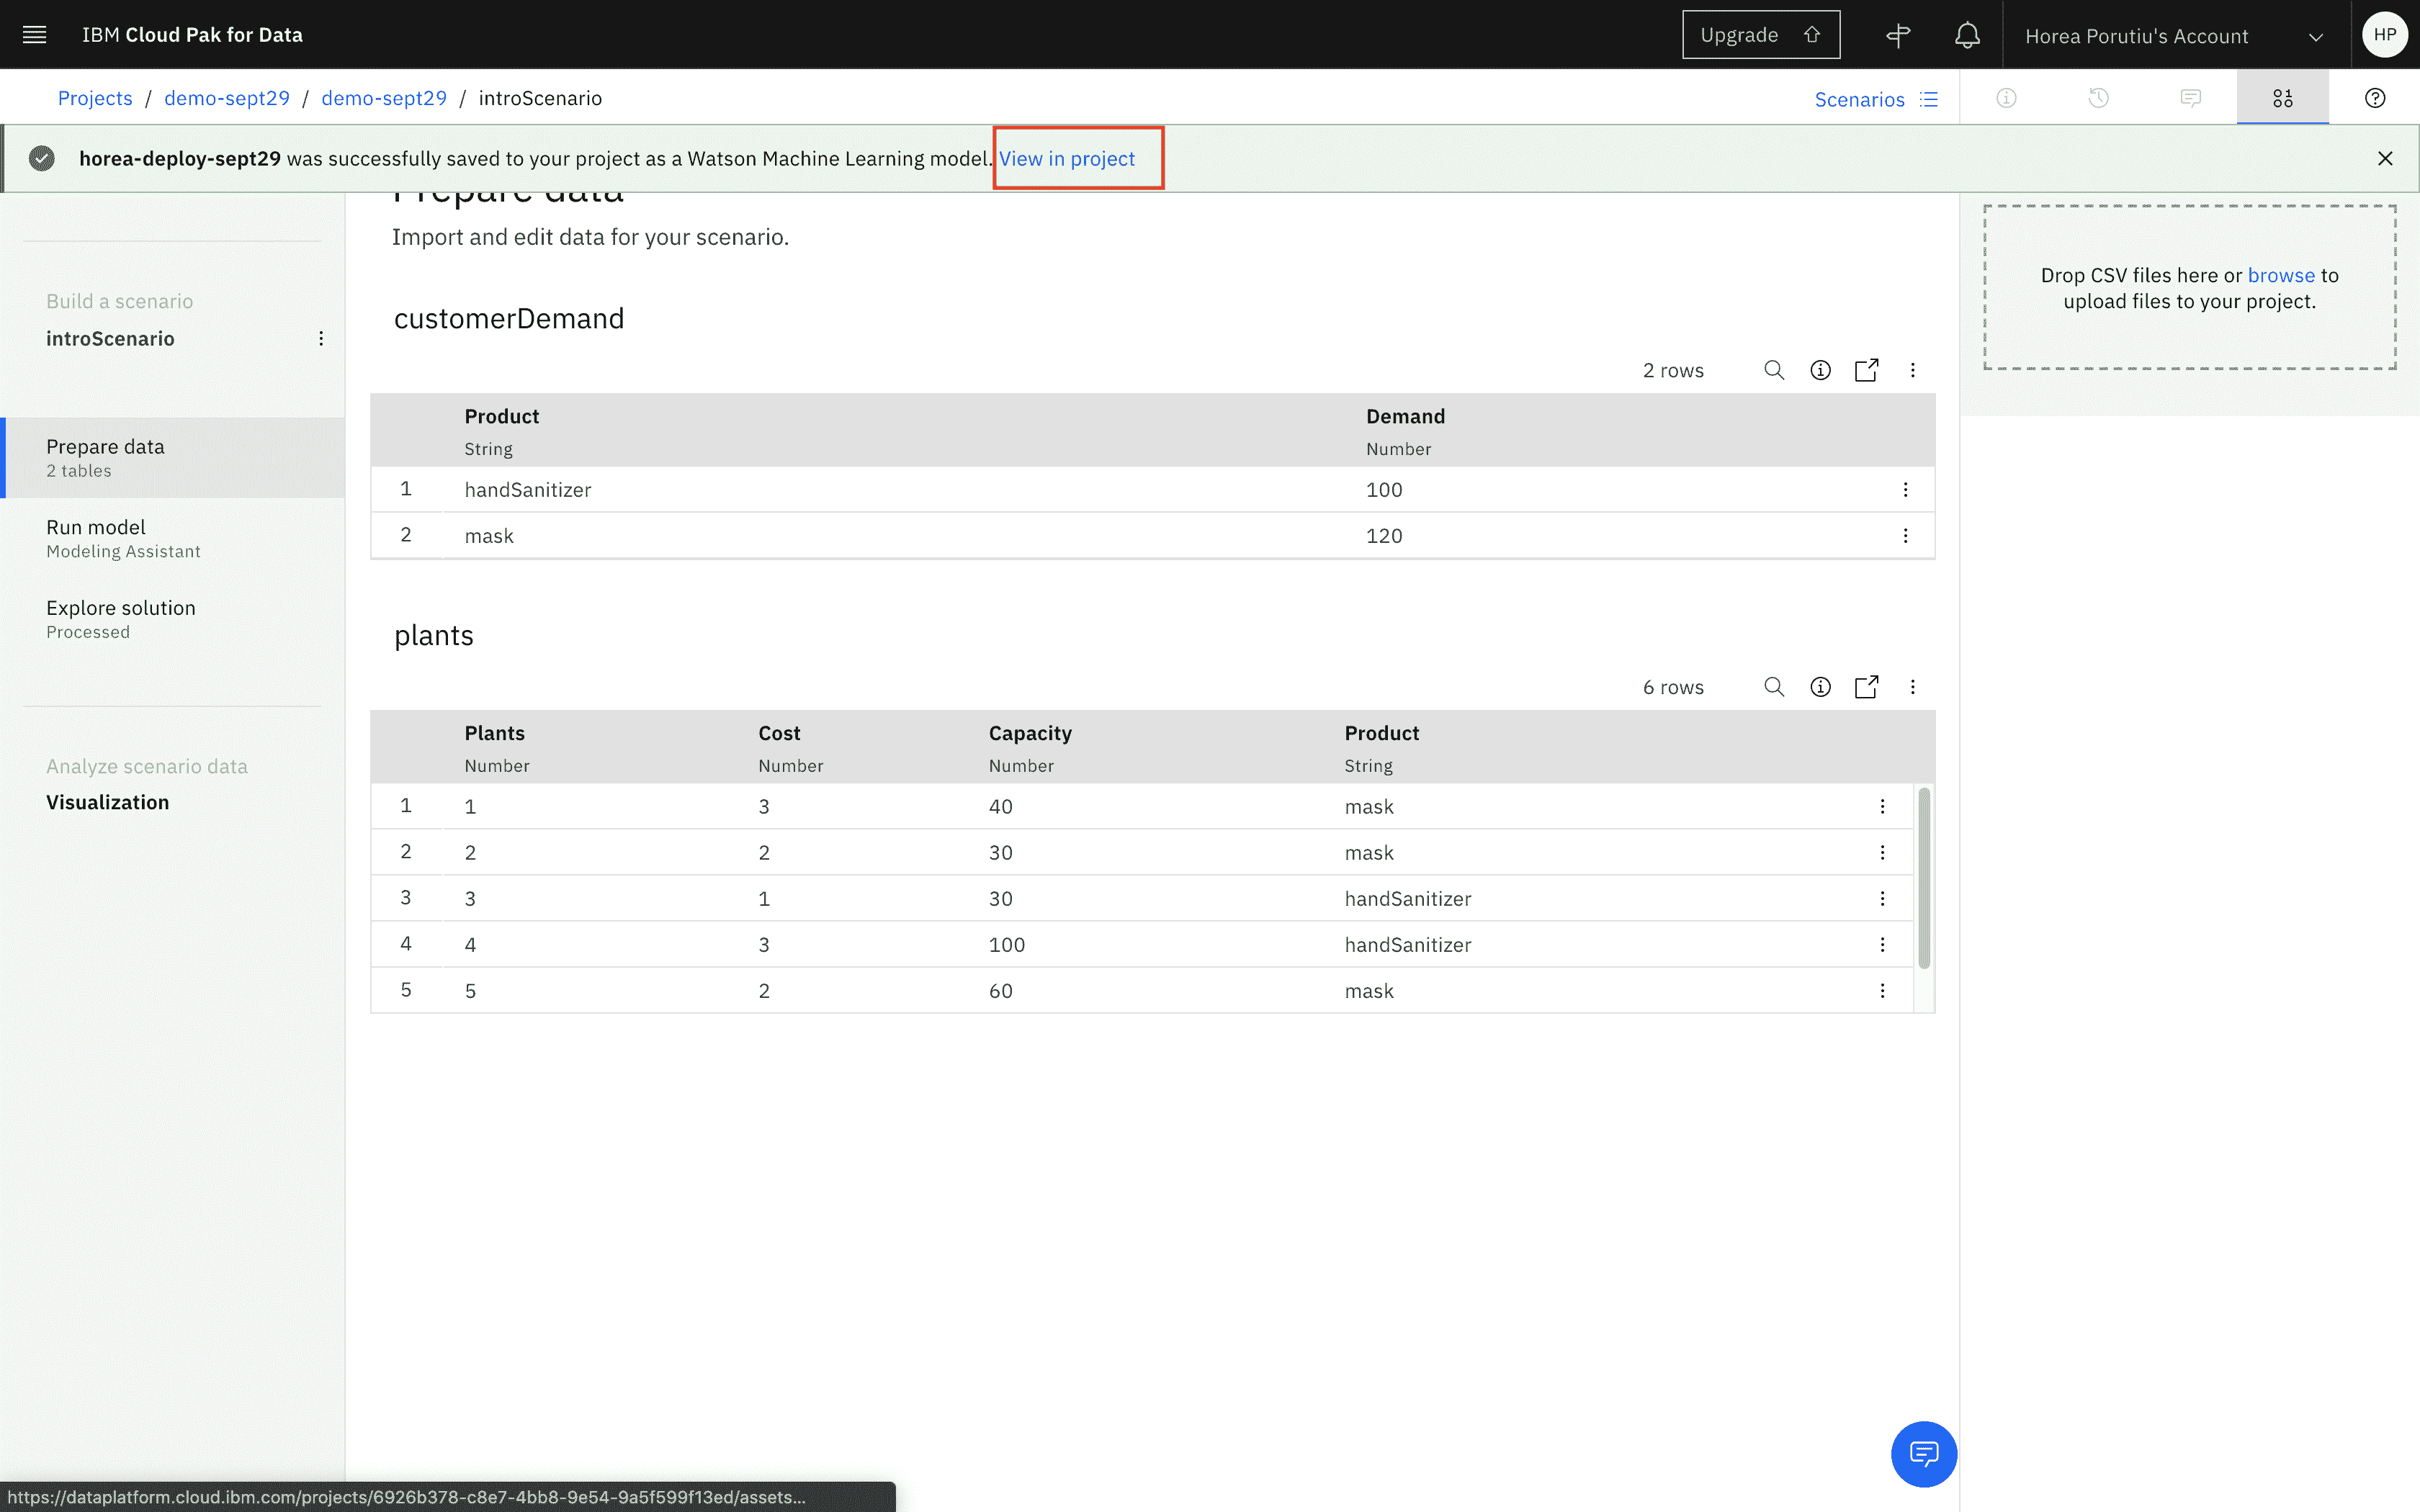 IBM Cloud Pak for Data
Upgrade
Horea Porutiu's Account
HP
Projects / demo-sept29 / demo-sept29 / introScenario
Scenarios
horea-deploy-sept29 was successfully saved to your project as a Watson Machine Learning model. View in project
Prepare data
Import and edit data for your scenario.
Drop CSV files here or browse to
upload files to your project.
Build a scenario
introScenario
Prepare data
2 tables
Run model
Modeling Assistant
Explore solution
Processed
Analyze scenario data
Visualization
customerDemand
2 rows
Product Demand
String Number
1 handSanitizer 100
2 mask 120
plants
6 rows
Plants Cost Capacity Product
Number Number Number String
1 1 3 40 mask
2 2 2 30 mask
3 3 1 30 handSanitizer
4 4 3 100 handSanitizer
5 5 2 60 mask
https://dataplatform.cloud.ibm.com/projects/6926b378-c8e7-4bb8-9e54-9a5f599f13ed/assets...